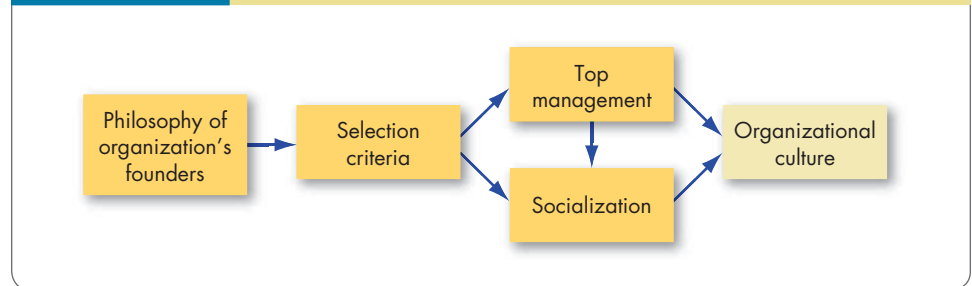 Philosophy of
organization's
founders
Selection
criteria
Top
management
Socialization
Organizational
culture